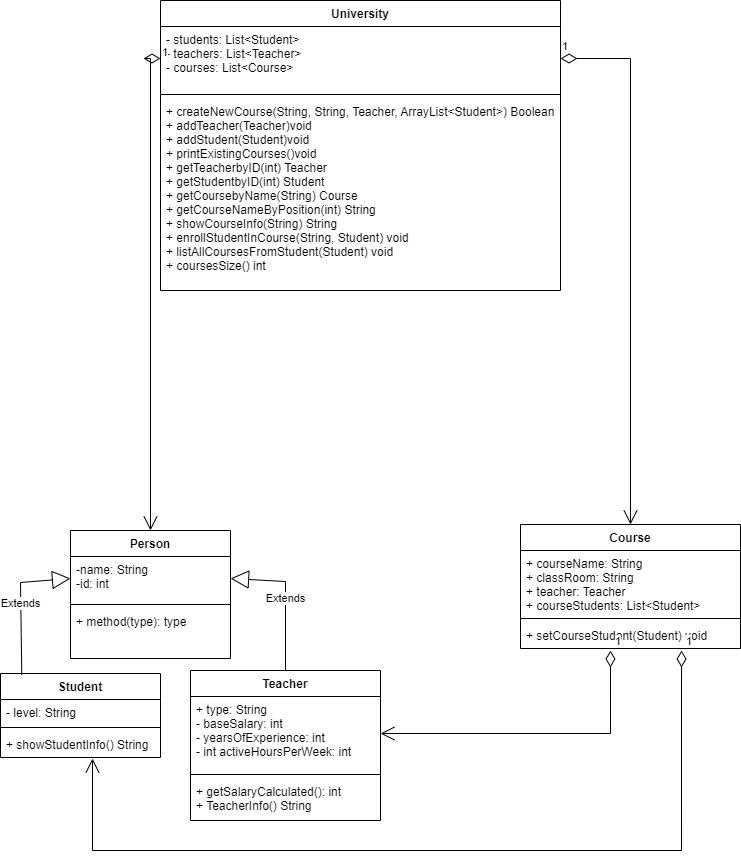 University
- students: List<Student>
- teachers: List<Teacher>
- courses: List<Course>
1
1
+ createNewCourse(String, String, Teacher, ArrayList<Student>) Boolean
+ addTeacher(Teacher)void
+ addStudent(Student)void
+ printExistingCourses()void
+ getTeacherbyID(int) Teacher
+ getStudentbyID(int) Student
+ getCoursebyName(String) Course
+ getCourseNameByPosition(int) String
+ showCourseInfo(String) String
+ enrollStudentInCourse(String, Student) void
+ listAllCoursesFromStudent(Student) void
+ coursesSize() int
Person
-name: String
-id: int
+ method(type): type
Extends
Extends
Course
+ courseName: String
+ classRoom: String
+ teacher: Teacher
+ courseStudents: List<Student>
+ setCourseStudent(Student) void
1
1
Student
- level: String
+ showStudentInfo() String
Teacher
+ type: String
- baseSalary: int
- yearsOfExperience: int
- int activeHoursPerWeek: int
+ getSalaryCalculated(): int
+ TeacherInfo() String